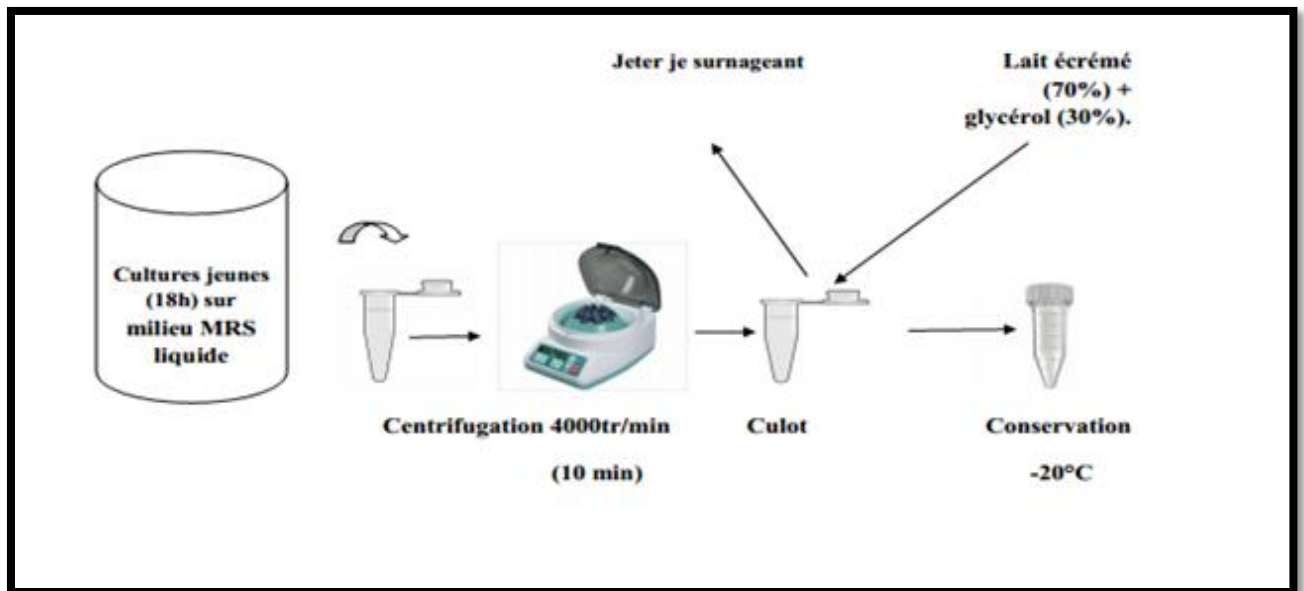 Jeter je surnageant
Lait écrémé
(70%) +
glycérol (30%).
Cultures jeunes
(18h) sur
milieu MRS
liquide
Centrifugation 4000tr/min
(10 min)
Culot
Conservation
-20°C